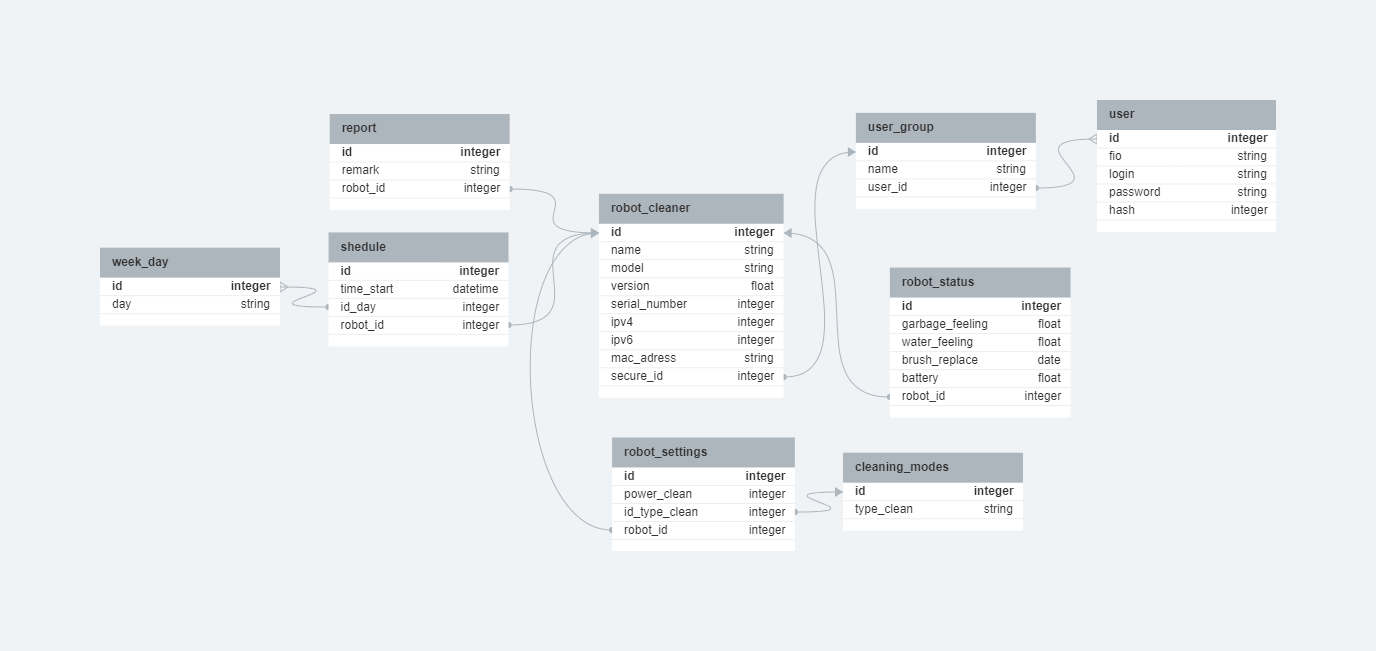 report
id integer
remark string
robot_id integer
week_day
id integer
day string
shedule
id integer
time_start datetime
id_day integer
robot_id integer
robot_cleaner
id integer
name string
model string
version float
serial_number integer
ipv4 integer
ipv6 integer
mac_adress string
secure_id integer
user_group
id integer
name string
user_id integer
user
id integer
fio string
login string
password string
hash integer
robot_status
id integer
garbage_feeling float
water_feeling float
brush_replace date
battery float
robot_id integer
robot_settings
id integer
power_clean integer
id_type_clean integer
robot_id integer
cleaning_modes
id integer
type_clean string